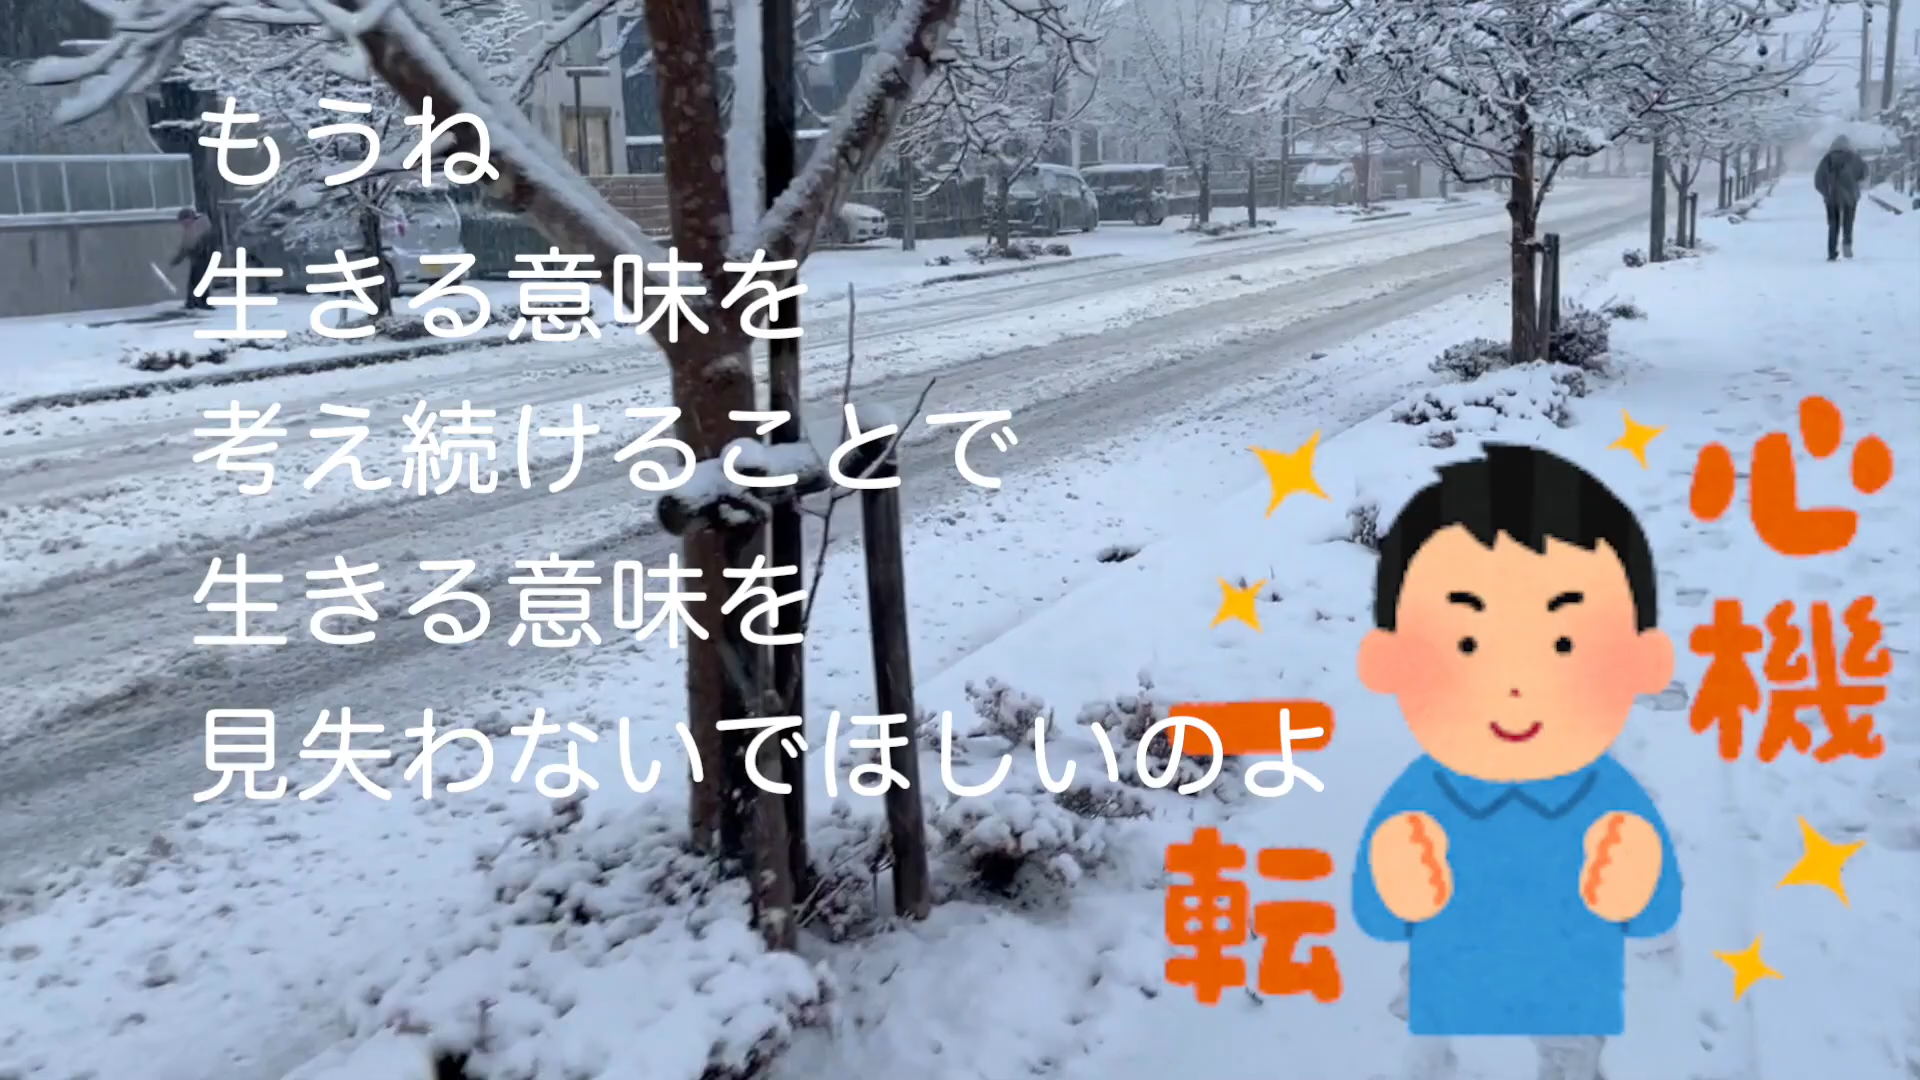 もうね
生きる意味を
考え続けることで
生きる意味を
見失わないでほしいのよ
心機
一転